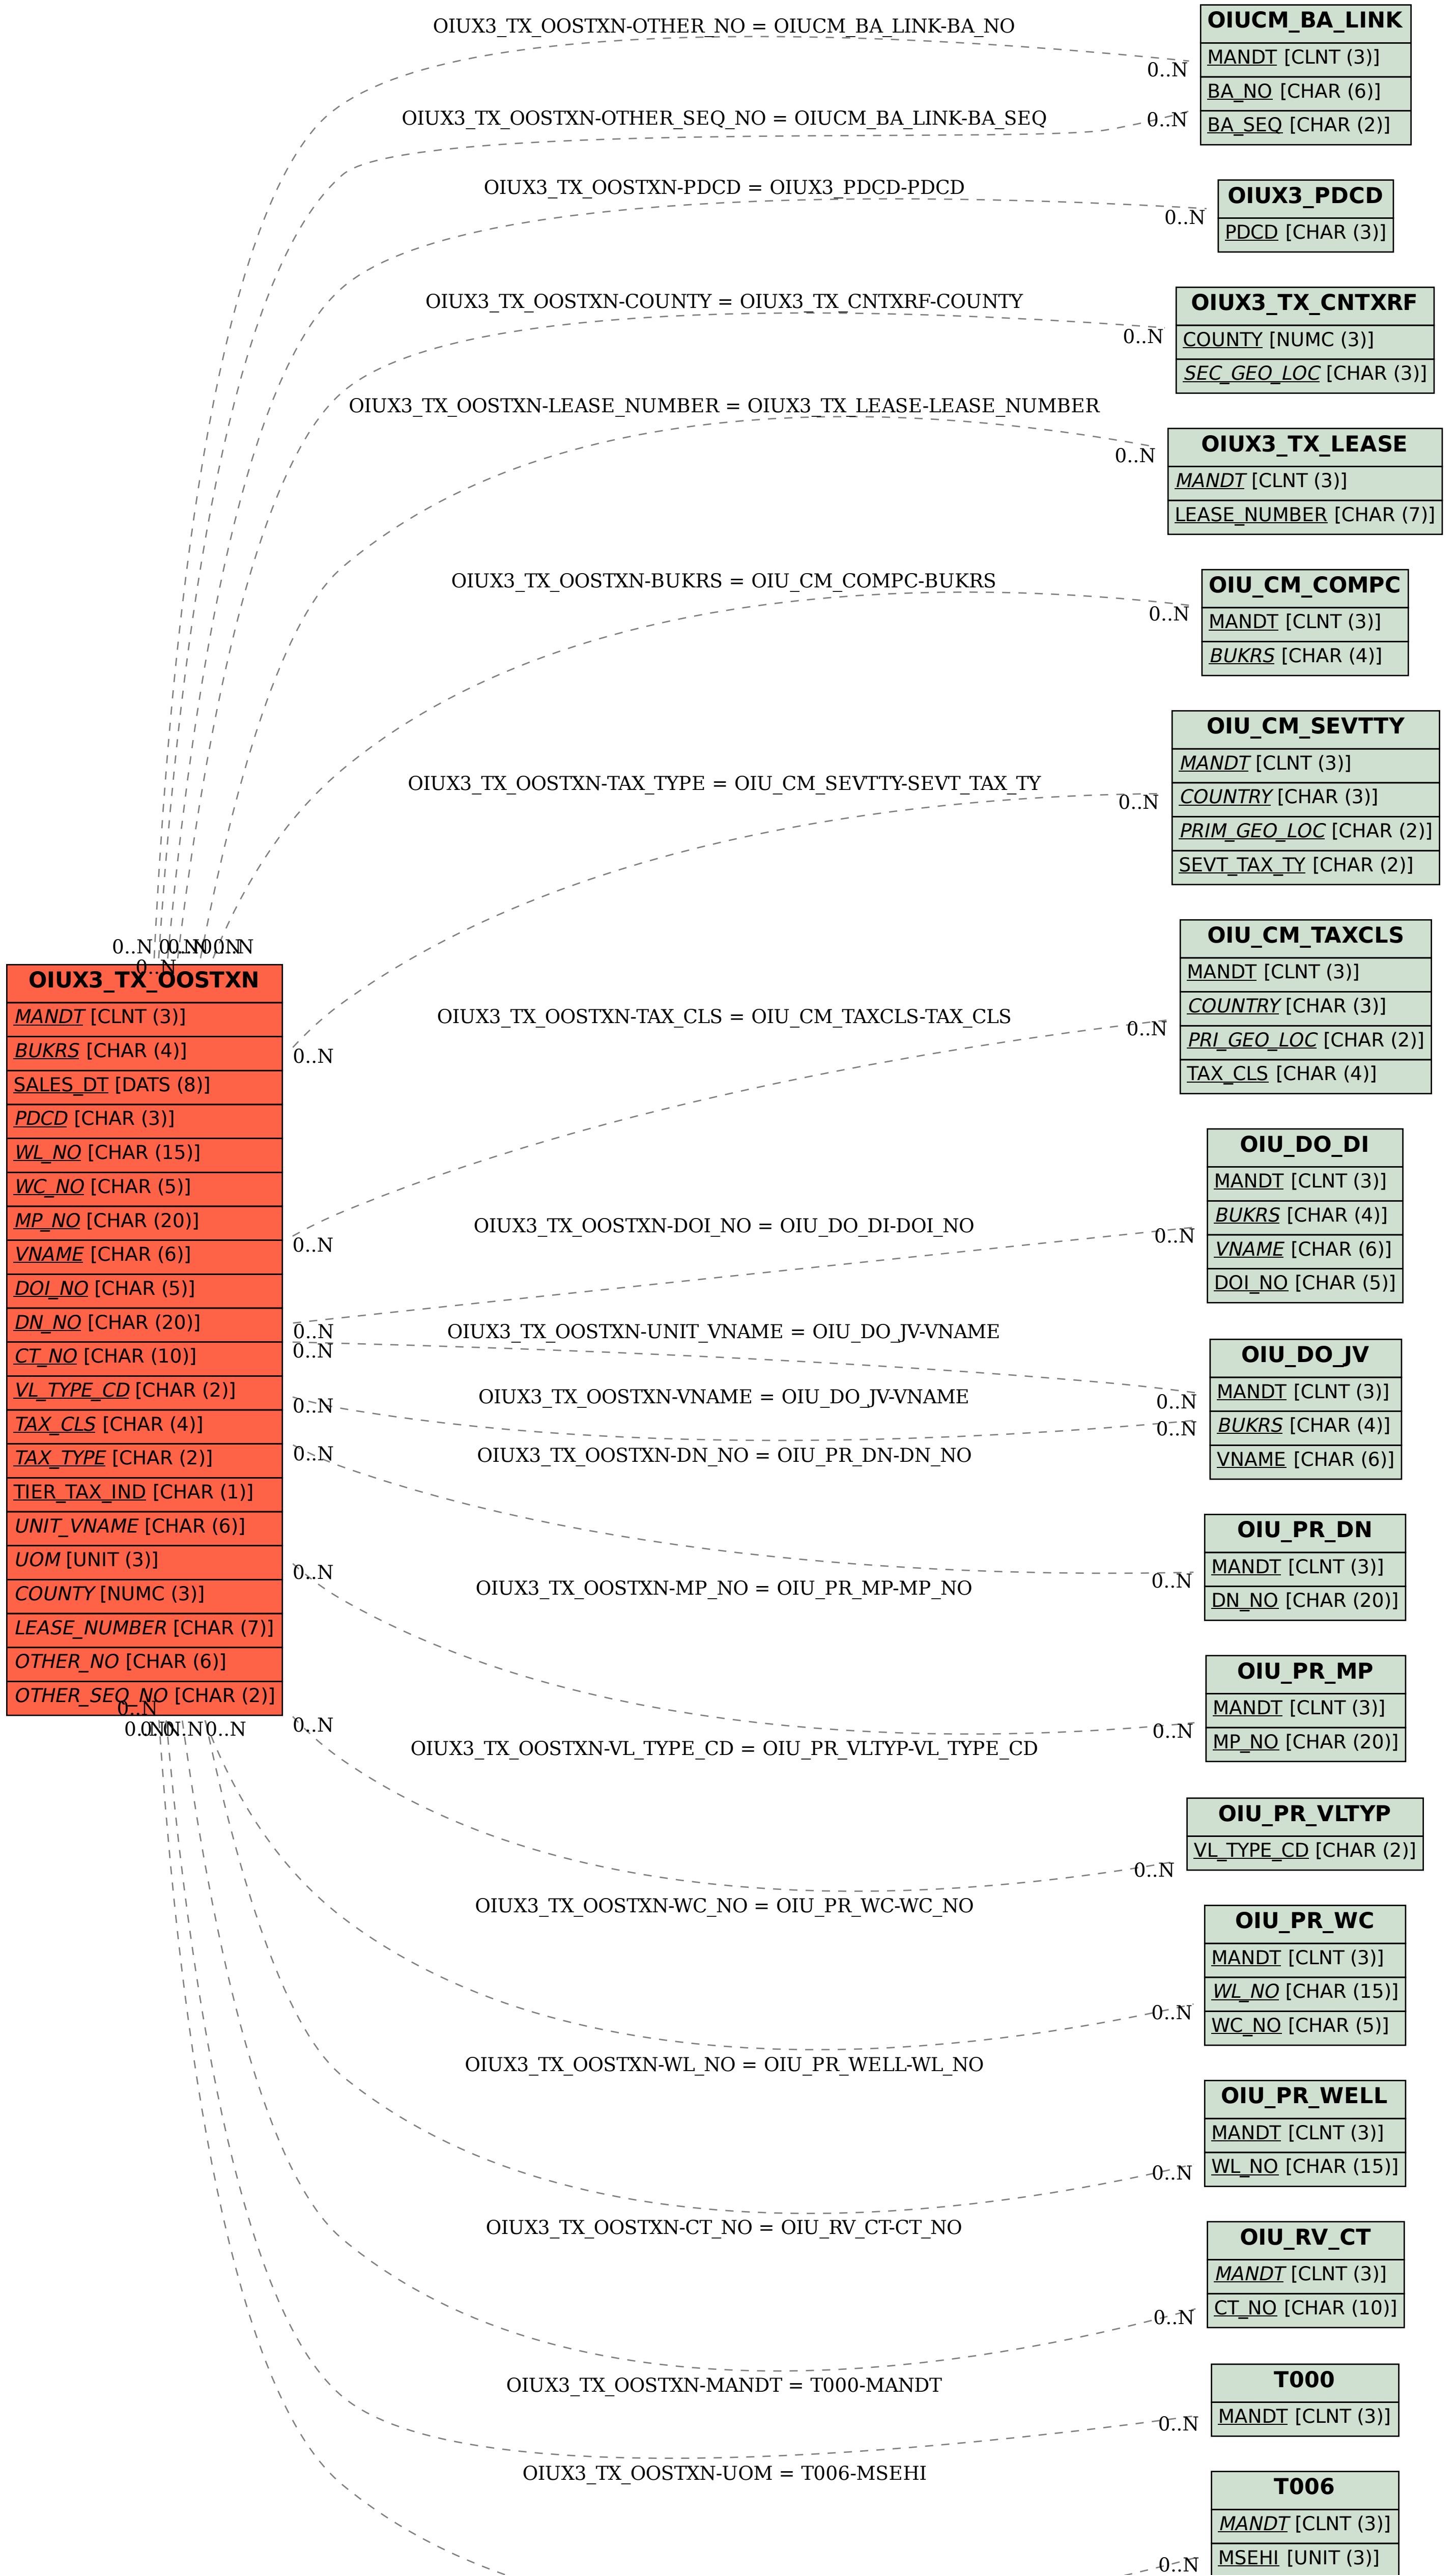 OIUX3_TX_OOSTXN-OTHER_NO = OIUCM_BA_LINK-BA_NO
0..N
OIUCM_BA_LINK
MANDT [CLNT (3)]
BA_NO [CHAR (6)]
BA_SEQ [CHAR (2)]
OIUX3_TX_OOSTXN-OTHER_SEQ_NO = OIUCM_BA_LINK-BA_SEQ
0..N
OIUX3_TX_OOSTXN-PDCD = OIUX3_PDCD-PDCD
0..N
OIUX3_PDCD
PDCD [CHAR (3)]
OIUX3_TX_OOSTXN-COUNTY = OIUX3_TX_CNTXRF-COUNTY
0..N
OIUX3_TX_CNTXRF
COUNTY [NUMC (3)]
SEC_GEO_LOC [CHAR (3)]
OIUX3_TX_OOSTXN-LEASE_NUMBER = OIUX3_TX_LEASE-LEASE_NUMBER
0..N
OIUX3_TX_LEASE
MANDT [CLNT (3)]
LEASE_NUMBER [CHAR (7)]
OIUX3_TX_OOSTXN-BUKRS = OIU_CM_COMPC-BUKRS
0..N
OIU_CM_COMPC
MANDT [CLNT (3)]
BUKRS [CHAR (4)]
OIUX3_TX_OOSTXN-TAX_TYPE = OIU_CM_SEVTTY-SEVT_TAX_TY
0..N
OIU_CM_SEVTTY
MANDT [CLNT (3)]
COUNTRY [CHAR (3)]
PRIM_GEO_LOC [CHAR (2)]
SEVT_TAX_TY [CHAR (2)]
0..N
0..N
OIUX3_TX_OOSTXN
MANDT [CLNT (3)]
BUKRS [CHAR (4)]
SALES_DT [DATS (8)]
PDCD [CHAR (3)]
WL_NO [CHAR (15)]
WC_NO [CHAR (5)]
MP_NO [CHAR (20)]
VNAME [CHAR (6)]
DOI_NO [CHAR (5)]
DN_NO [CHAR (20)]
CT_NO [CHAR (10)]
VL_TYPE_CD [CHAR (2)]
TAX_CLS [CHAR (4)]
TAX_TYPE [CHAR (2)]
TIER_TAX_IND [CHAR (1)]
UNIT_VNAME [CHAR (6)]
UOM [UNIT (3)]
COUNTY [NUMC (3)]
LEASE_NUMBER [CHAR (7)]
OTHER_NO [CHAR (6)]
OTHER_SEQ_NO [CHAR (2)]
0..N
0..N
0..N
0..N
0..N
0..N
0..N
0..N
0..N
0..N
OIUX3_TX_OOSTXN-TAX_CLS = OIU_CM_TAXCLS-TAX_CLS
0..N
OIU_CM_TAXCLS
MANDT [CLNT (3)]
COUNTRY [CHAR (3)]
PRI_GEO_LOC [CHAR (2)]
TAX_CLS [CHAR (4)]
OIUX3_TX_OOSTXN-DOI_NO = OIU_DO_DI-DOI_NO
0..N
OIU_DO_DI
MANDT [CLNT (3)]
BUKRS [CHAR (4)]
VNAME [CHAR (6)]
DOI_NO [CHAR (5)]
OIUX3_TX_OOSTXN-UNIT_VNAME = OIU_DO_JV-VNAME
0..N
OIU_DO_JV
MANDT [CLNT (3)]
BUKRS [CHAR (4)]
VNAME [CHAR (6)]
OIUX3_TX_OOSTXN-VNAME = OIU_DO_JV-VNAME
0..N
OIUX3_TX_OOSTXN-DN_NO = OIU_PR_DN-DN_NO
0..N
OIU_PR_DN
MANDT [CLNT (3)]
DN_NO [CHAR (20)]
OIUX3_TX_OOSTXN-MP_NO = OIU_PR_MP-MP_NO
0..N
OIU_PR_MP
MANDT [CLNT (3)]
MP_NO [CHAR (20)]
OIUX3_TX_OOSTXN-VL_TYPE_CD = OIU_PR_VLTYP-VL_TYPE_CD
0..N
OIU_PR_VLTYP
VL_TYPE_CD [CHAR (2)]
OIUX3_TX_OOSTXN-WC_NO = OIU_PR_WC-WC_NO
0..N
OIU_PR_WC
MANDT [CLNT (3)]
WL_NO [CHAR (15)]
WC_NO [CHAR (5)]
OIUX3_TX_OOSTXN-WL_NO = OIU_PR_WELL-WL_NO
0..N
OIU_PR_WELL
MANDT [CLNT (3)]
WL_NO [CHAR (15)]
OIUX3_TX_OOSTXN-CT_NO = OIU_RV_CT-CT_NO
0..N
OIU_RV_CT
MANDT [CLNT (3)]
CT_NO [CHAR (10)]
OIUX3_TX_OOSTXN-MANDT = T000-MANDT
0..N
T000
MANDT [CLNT (3)]
OIUX3_TX_OOSTXN-UOM = T006-MSEHI
0..N
T006
MANDT [CLNT (3)]
MSEHI [UNIT (3)]